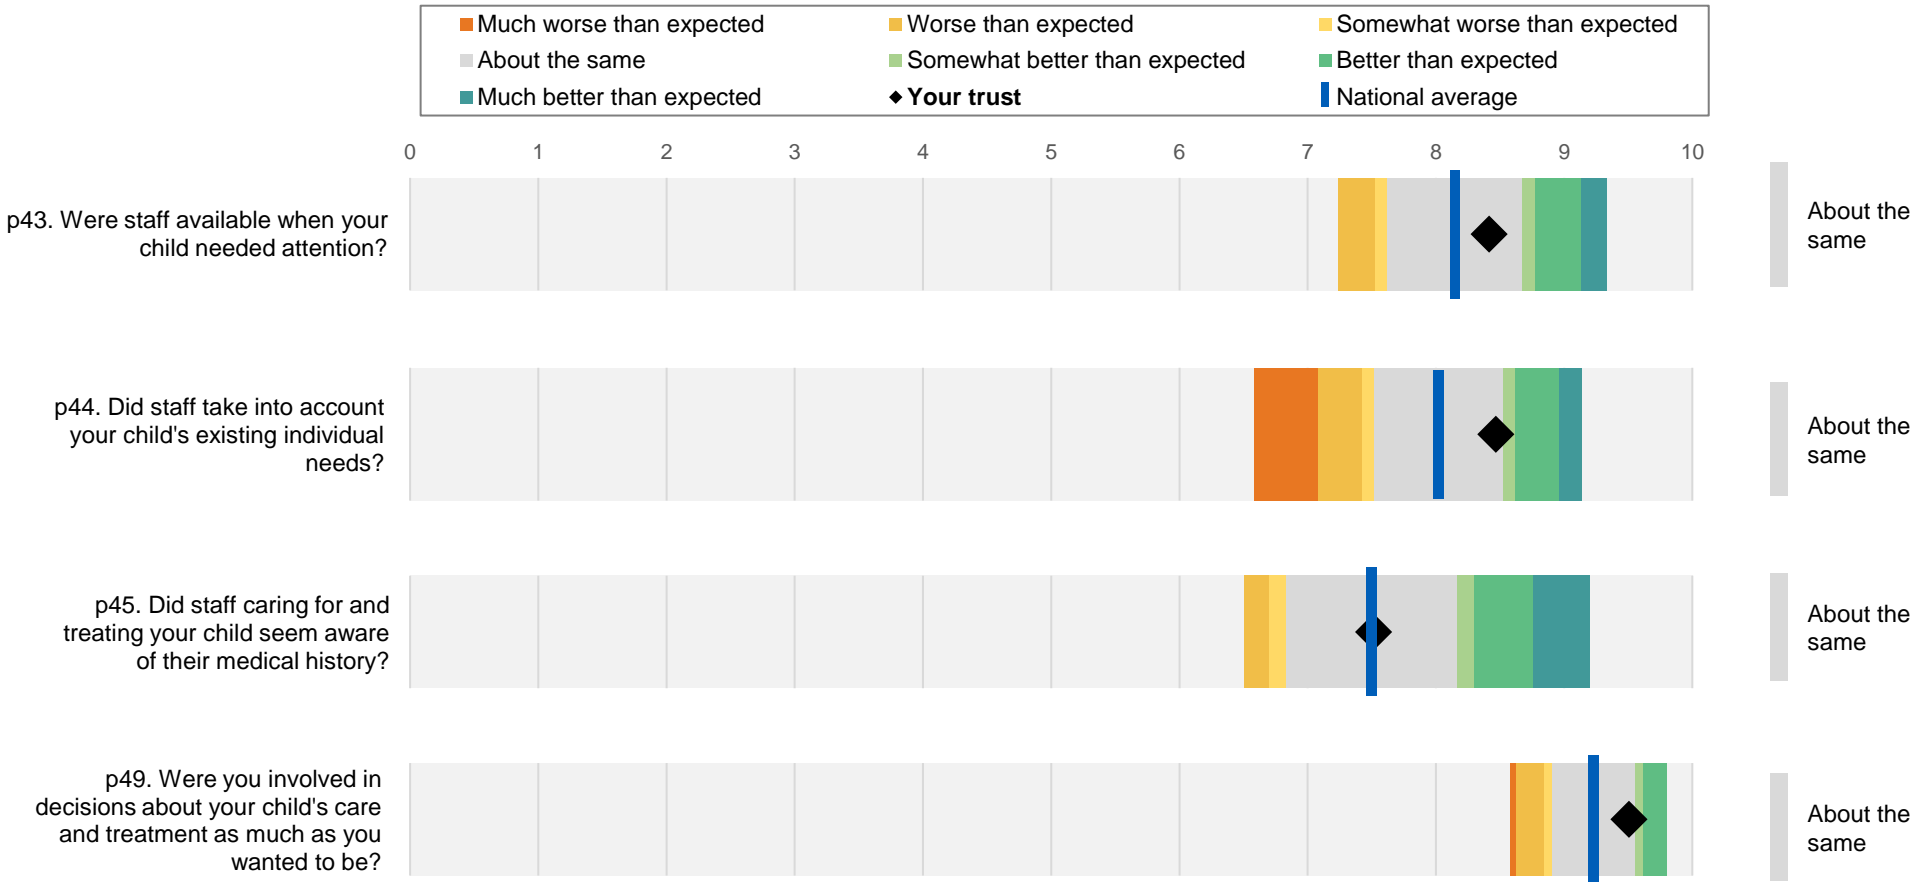 Much worse than expected
Worse than expected
Somewhat worse than expected
About the same
Somewhat better than expected
Better than expected
Much better than expected
Your trust
National average
0 1 2 3 4 5 6 7 8 9 10
p43. Were staff available when your
child needed attention?
About the
same
p44. Did staff take into account
your child's existing individual
needs?
About the
same
p45. Did staff caring for and
treating your child seem aware
of their medical history?
About the
same
p49. Were you involved in
decisions about your child's care
and treatment as much as you
wanted to be?
About the
same